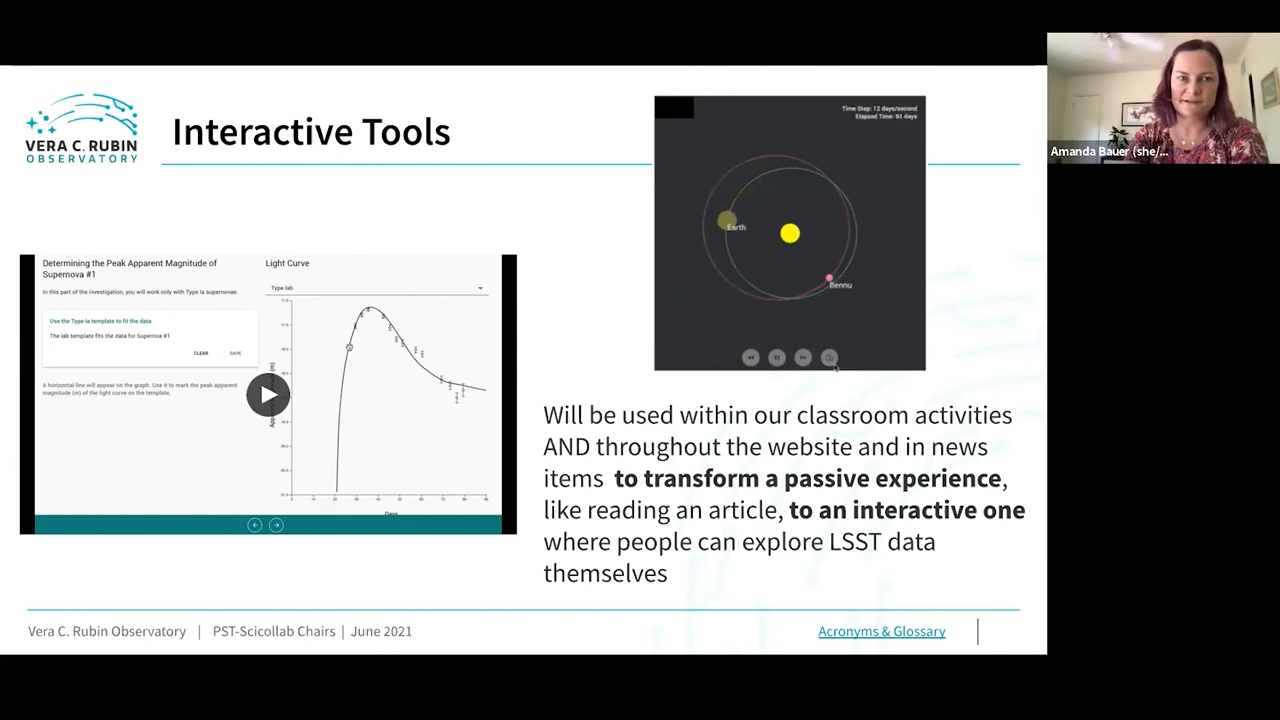 VERA C. RUBIN
OBSERVATORY
Interactive Tools
Time Step: 12 days/second
Elapsed Time: 61 days
Earth
Bennu
Amanda Bauer (she/...
Determining the Peak Apparent Magnitude of
Supernova #1
In this part of the investigation, you will work only with Type Ia supernovae.
Use the Type Ia template to fit the data.
The iab template fits the data for Supernoa #1
CLEAR
SAVE
A horizontal line will appear on the graph. Use it to mark the peak apparent
magnitude (m) of the light curve on the template.
Light Curve
Type Iab
Days
Will be used within our classroom activities
AND throughout the website and in news
items to transform a passive experience,
like reading an article, to an interactive one
where people can explore LSST data
themselves
Vera C. Rubin Observatory | PST-Scicollab Chairs | June 2021
Acronyms & Glossary